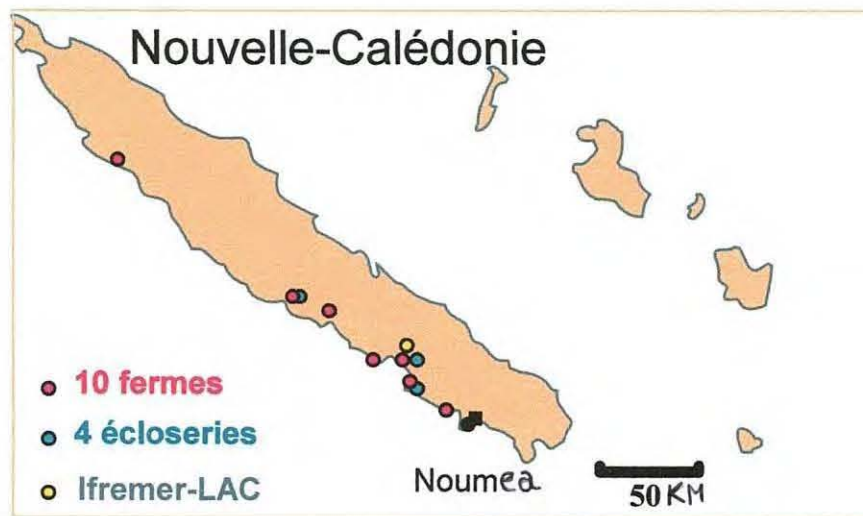 Nouvelle-Calédonie
10 fermes
4 écloseries
Ifremer-LAC
Noumea
50 KM